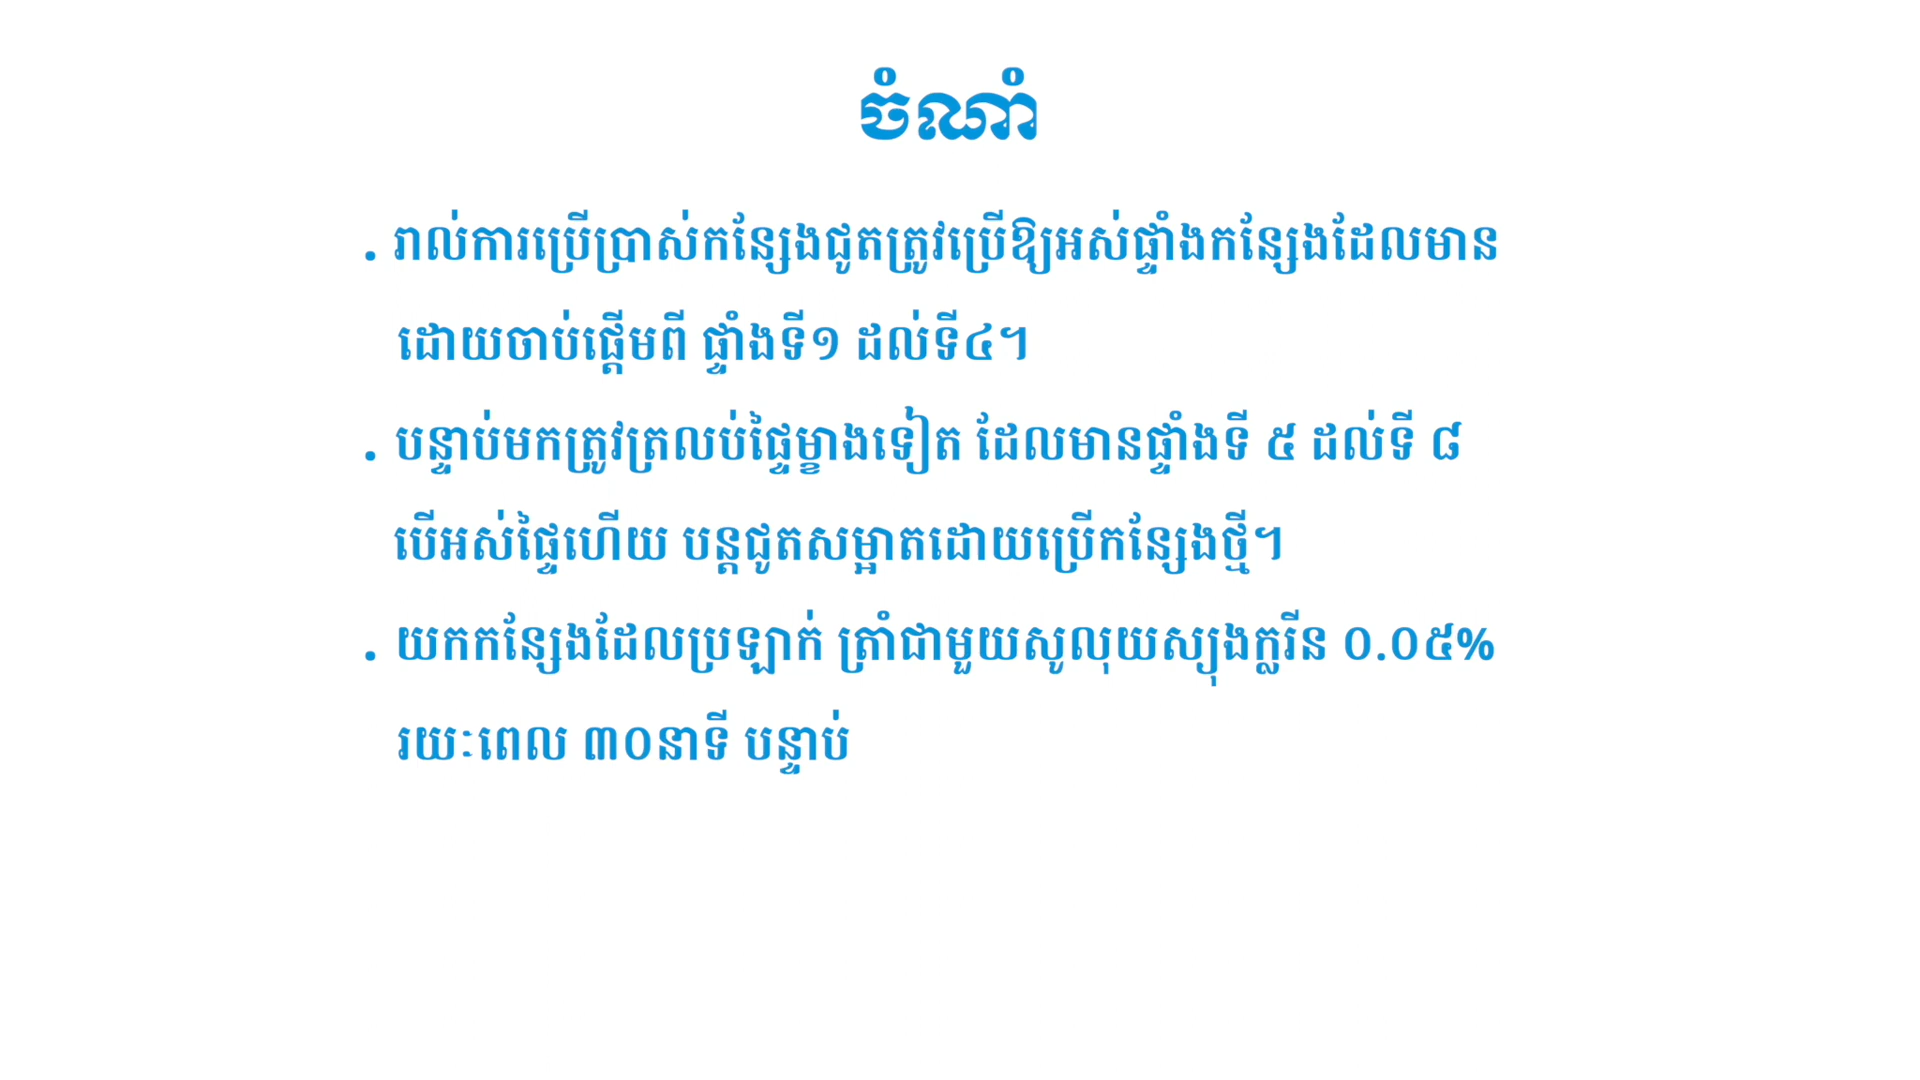 ចំណាំ
. រាល់ការប្រើប្រាស់កន្សែងជូតត្រូវប្រើឱ្យអស់ផ្ទាំងកន្សែងដែលមាន
ដោយចាប់ផ្ដើមពី ផ្ទាំងទី១ ដល់ទី៤។
. បន្ទាប់មកត្រូវត្រលប់ផ្ទៃម្ខាងទៀត ដែលមានផ្ទាំងទី ៥ ដល់ទី ៨
បើអស់ផ្ទៃហើយ បន្តជូតសម្អាតដោយប្រើកន្សែងថ្មី។
. យកកន្សែងដែលប្រឡាក់ ត្រាំជាមួយសូលុយស្យុងក្លរីន ០.០៥%
រយៈពេល ៣០នាទី បន្ទាប់